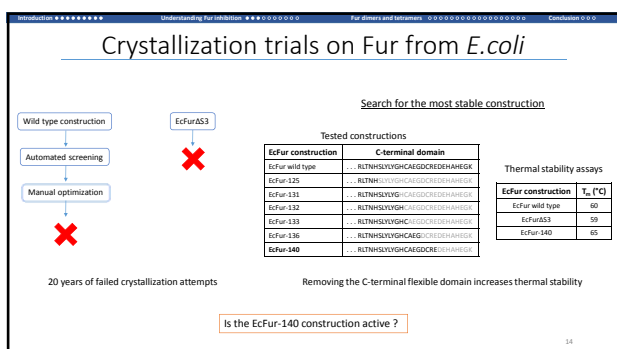 Introduction
Understanding Fur inhibition
Fur dimers and tetramers
Conclusion
Crystallization trials on Fur from E.coli
Wild type construction
Automated screening
Manual optimization
EcFurΔS3
20 years of failed crystallization attempts
Search for the most stable construction
Tested constructions
EcFur construction C-terminal domain
EcFur wild type ...RLTNHSLYLYGHCAEGDCREDEHAHEGK
EcFur-125 ...RLTNHSLYLYGHCAEGDCREDEHAHEGK
EcFur-131 ...RLTNHSLYLYGHCAEGDCREDEHAHEGK
EcFur-132 ...RLTNHSLYLYGHCAEGDCREDEHAHEGK
EcFur-133 ...RLTNHSLYLYGHCAEGDCREDEHAHEGK
EcFur-136 ...RLTNHSLYLYGHCAEGDCREDEHAHEGK
EcFur-140 ...RLTNHSLYLYGHCAEGDCREDEHAHEGK
Thermal stability assays
EcFur construction Tm (°C)
EcFur wild type 60
EcFurΔS3 59
EcFur-140 65
Removing the C-terminal flexible domain increases thermal stability
Is the EcFur-140 construction active ?
14